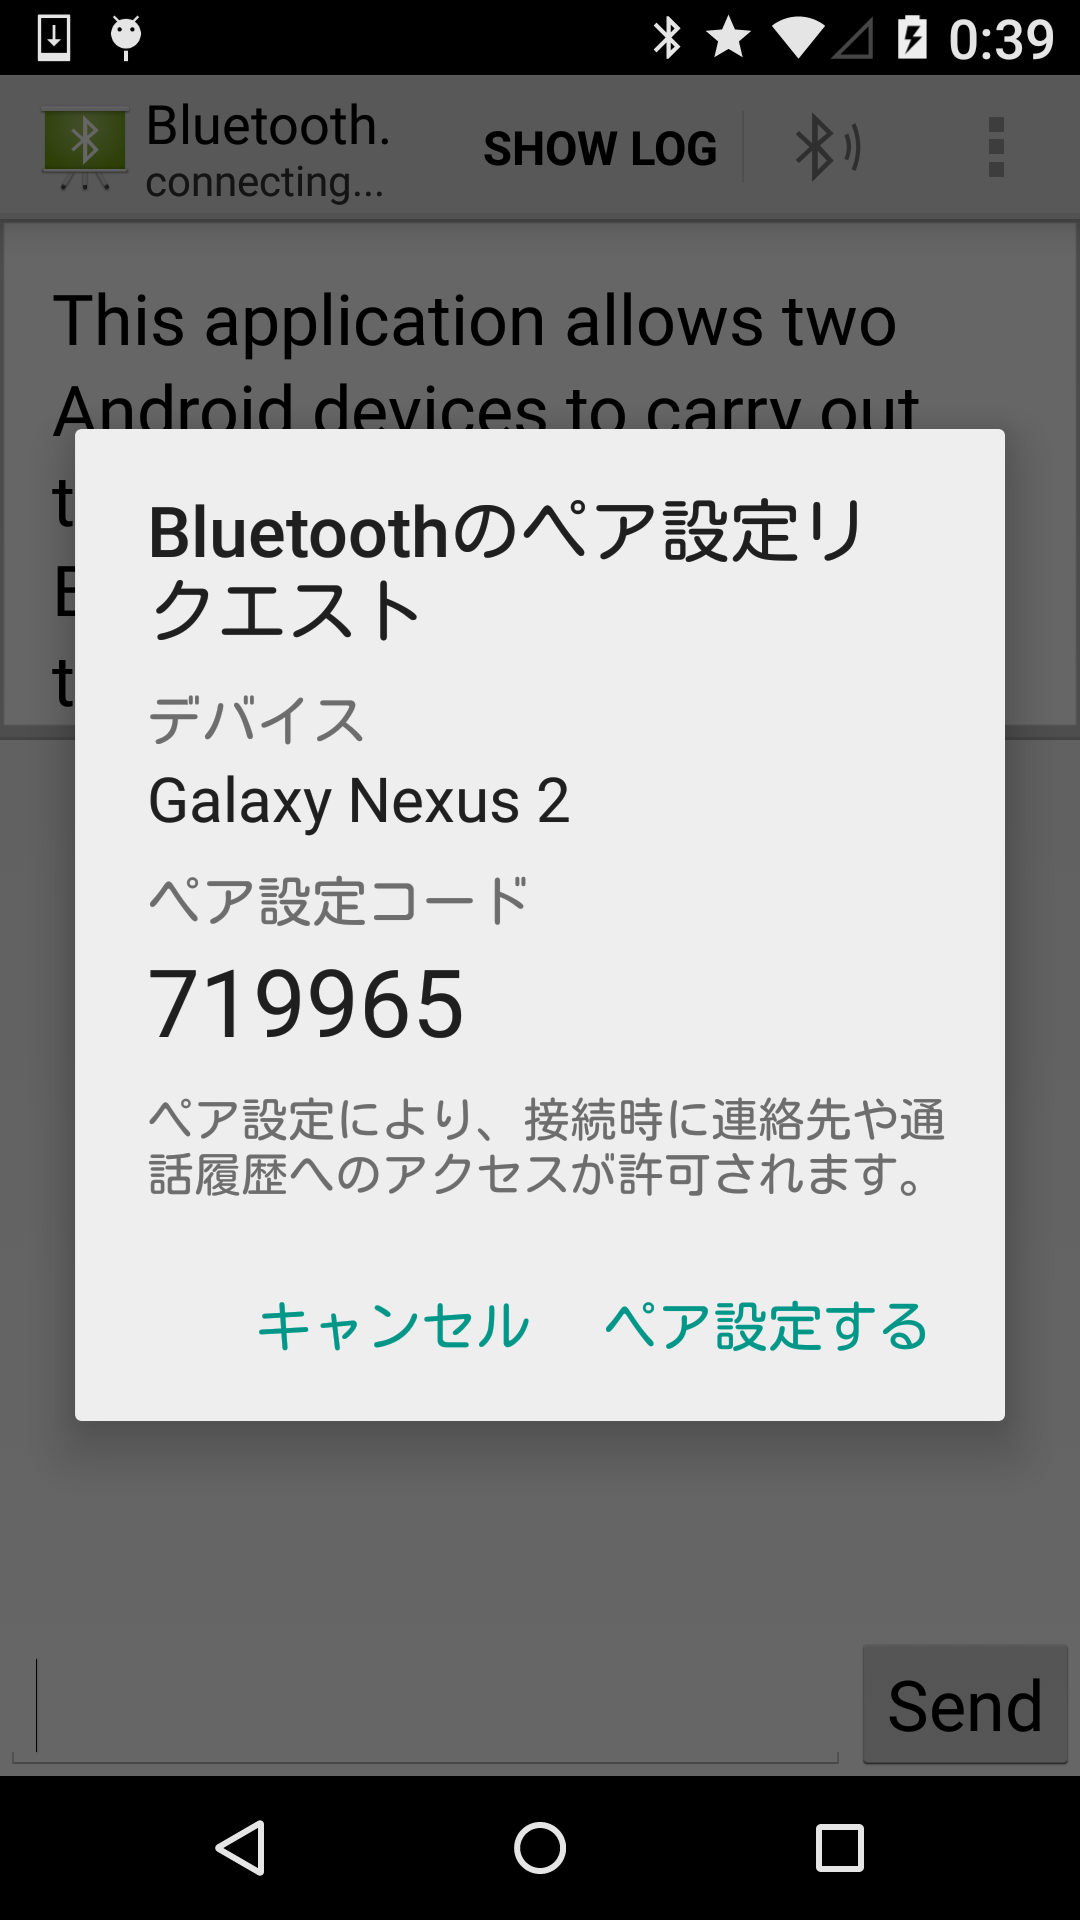 0:39
Bluetooth.
connecting...
SHOW LOG
This application allows two
Android devices to carry out
t
B
t
Bluetoothのペア設定リ
クエスト
デバイス
Galaxy Nexus 2
ペア設定コード
719965
ペア設定により、接続時に連絡先や通
話履歴へのアクセスが許可されます。
キャンセル ペア設定する
Send